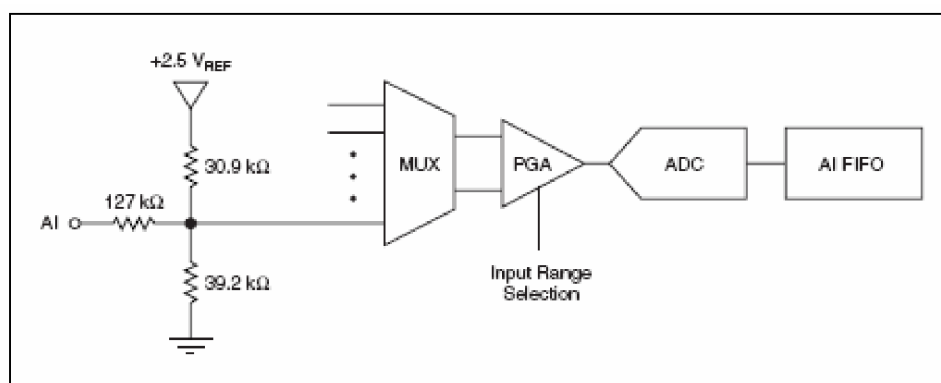 +2.5 VREF
30.9 kΩ
127 kΩ
AI
39.2 kΩ
MUX
PGA
ADC
AI FIFO
Input Range
Selection